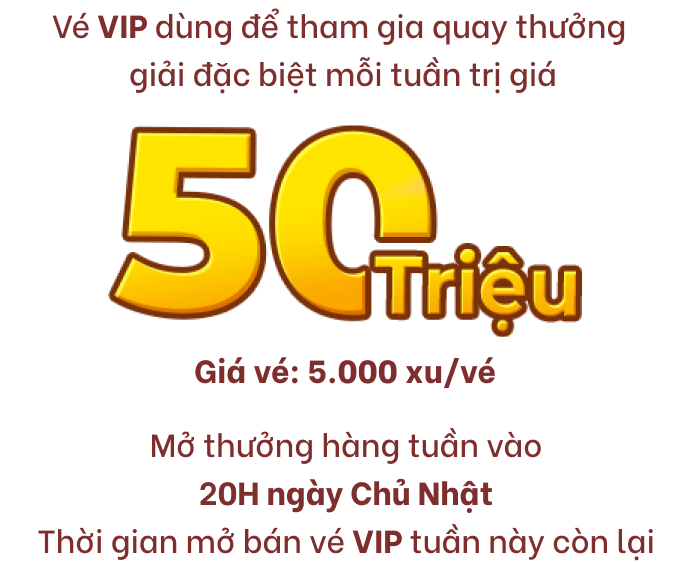 Vé VIP dùng để tham gia quay thưởng
giải đặc biệt mỗi tuần trị giá
50 Triệu
Giá vé: 5.000 xu/vé
Mở thưởng hàng tuần vào
20H ngày Chủ Nhật
Thời gian mở bán vé VIP tuần này còn lại